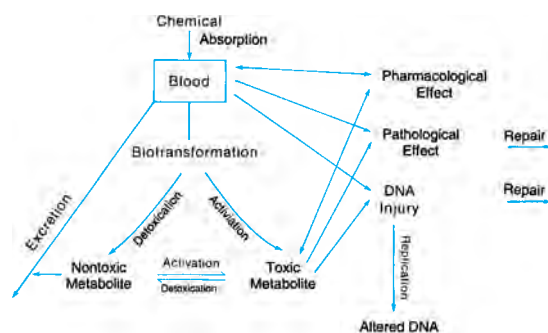 Chemical
Absorption
Blood
Pharmacological
Effect
Pathological
Effect
Repair
Biotransformation
DNA
Injury
Repair
Excretion
Detoxication
Activiation
Replication
Nontoxic
Metabolite
Activation
Detoxication
Toxic
Metabolite
Altered DNA